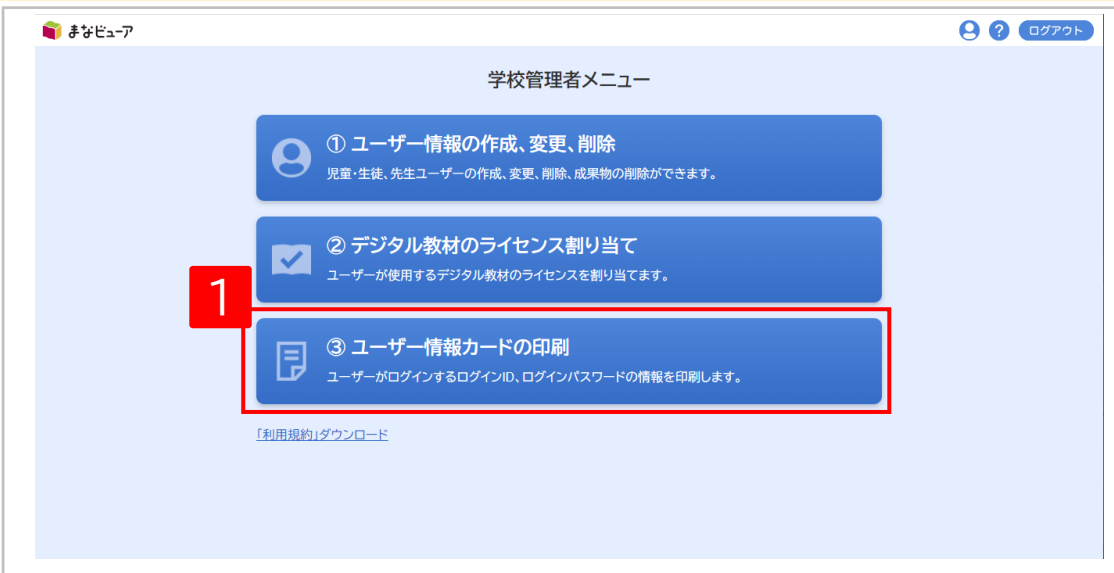 まなビューア
? ログアウト
学校管理者メニュー
① ユーザー情報の作成、変更、削除
児童・生徒、先生ユーザーの作成、変更、削除、成果物の削除ができます。
② デジタル教材のライセンス割り当て
ユーザーが使用するデジタル教材のライセンスを割り当てます。
1
③ ユーザー情報カードの印刷
ユーザーがログインするログインID、ログインパスワードの情報を印刷します。
「利用規約」ダウンロード